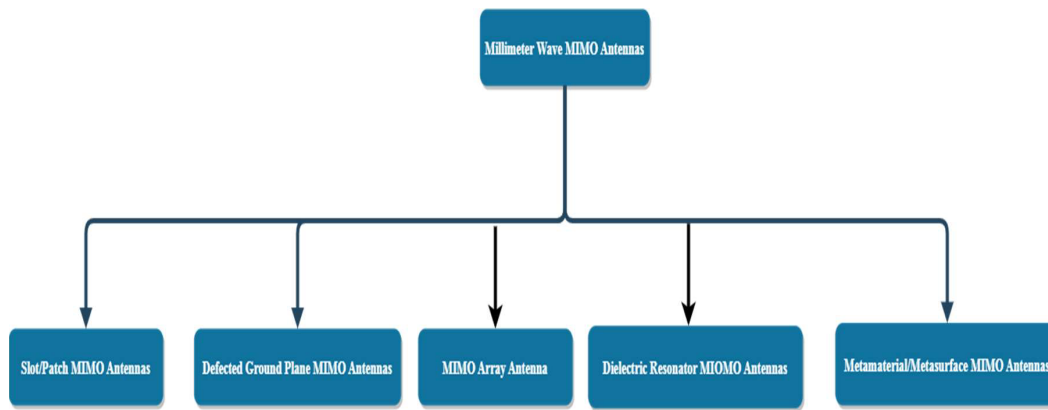 Millimeter Wave MIMO Antennas
Slot/Patch MIMO Antennas
Defected Ground Plane MIMO Antennas
MIMO Array Antenna
Dielectric Resonator MIOMO Antennas
Metamaterial/Metasurface MIMO Antennas